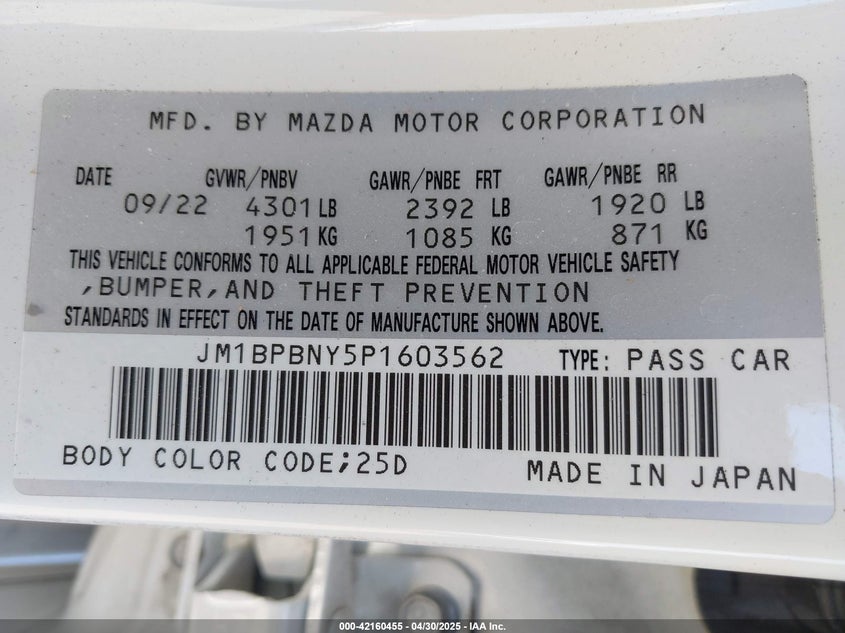 MFD. BY MAZDA MOTOR CORPORATION
DATE GVWR/PNBV GAWR/PNBE FRT GAWR/PNBE RR
09/22 4301 LB 2392 LB 1920 LB
1951 KG 1085 KG 871 KG
THIS VEHICLE CONFORMS TO ALL APPLICABLE FEDERAL MOTOR VEHICLE SAFETY
,BUMPER,AND THEFT PREVENTION
STANDARDS IN EFFECT ON THE DATE OF MANUFACTURE SHOWN ABOVE.
JM1BPBNY5P1603562 TYPE: PASS CAR
BODY COLOR CODE;25D MADE IN JAPAN
000-42160455 - 04/30/2025 - IAA Inc.